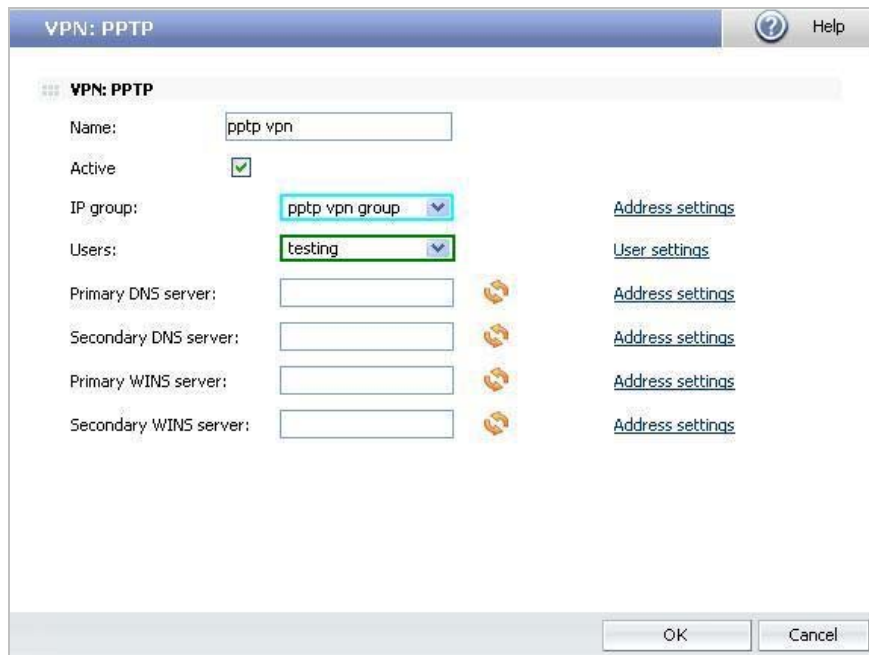 VPN: PPTP
Help
VPN: PPTP
Name: pptp vpn
Active
IP group: pptp vpn group Address settings
Users: testing User settings
Primary DNS server: Address settings
Secondary DNS server: Address settings
Primary WINS server: Address settings
Secondary WINS server: Address settings
OK Cancel